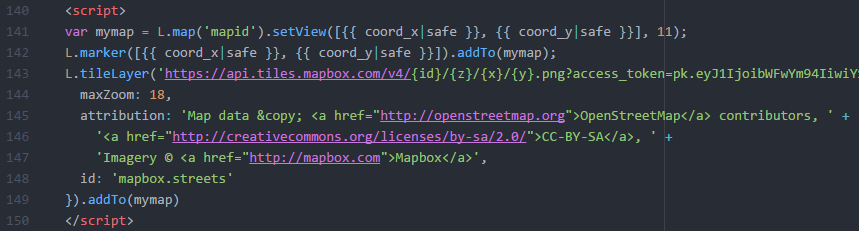 140 <script>
141 var mymap = L.map('mapid').setView([{{ coord_x|safe }}, {{ coord_y|safe }}], 11);
142 L.marker([{{ coord_x|safe }}, {{ coord_y|safe }}]).addTo(mymap);
143 L.tileLayer('https://api.tiles.mapbox.com/v4/{id}/{z}/{x}/{y}.png?access_token=pk.eyJ1IjoibWFwYm94IiwiY
144 maxZoom: 18,
145 attribution: 'Map data &copy; <a href="http://openstreetmap.org">OpenStreetMap</a> contributors, ' +
146 '<a href="http://creativecommons.org/licenses/by-sa/2.0/">CC-BY-SA</a>, ' +
147 'Imagery © <a href="http://mapbox.com">Mapbox</a>',
148 id: 'mapbox.streets'
149 }).addTo(mymap)
150 </script>